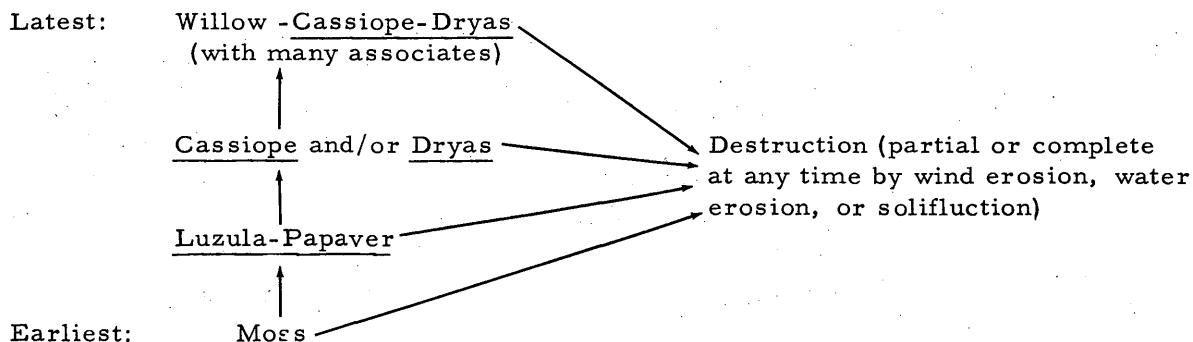 Latest: Willow -Cassiope-Dryas
(with many associates)
Cassiope and/or Dryas
Destruction (partial or complete
at any time by wind erosion, water
erosion, or solifluction)
Luzula-Papaver
Earliest: Moss